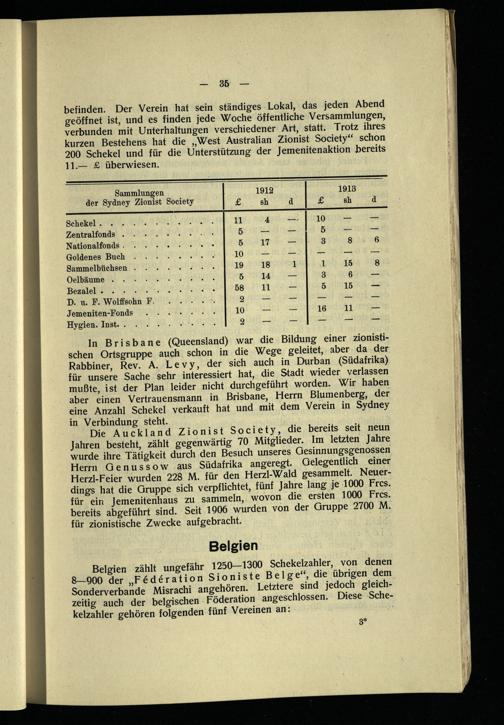 — 35 —
befinden. Der Verein hat sein ständiges Lokal, das jeden Abend
geöffnet ist, und es finden jede Woche öffentliche Versammlungen,
verbunden mit Unterhaltungen verschiedener Art, statt. Trotz ihres
kurzen Bestehens hat die „West Australian Zionist Society" schon
200 Schekel und für die Unterstützung der Jemenitenaktion bereits
11.— £ überwiesen.
Sammlungen der Sydney Zionist Society 1912 1913
£ sh d £ sh d
Schekel . . . . . . . . . . . 11 4 — 10 — —
Zentralfonds . . . . . . . . . 5 — — 5 — —
Nationalfonds . . . . . . . . . 5 17 — 3 8 6
Goldenes Buch . . . . . . . . 10 — —
Sammelbüchsen . . . . . . . . 19 18 1 1 15 8
Oelbäume . . . . . . . . . . 5 14 — 3 6 —
Bezalel . . . . . . . . . . . 58 11 — 5 15 —
D. u. F. Wolffsohn F. . . . . . 2 — — — — —
Jemeniten-Fonds . . . . . . . 10 — — 16 11 —
Hygien. Inst. . . . . . . . . . 2 — —
In Brisbane (Queensland) war die Bildung einer zionisti-
schen Ortsgruppe auch schon in die Wege geleitet, aber da der
Rabbiner, Rev. A. Levy, der sich auch in Durban (Südafrika)
für unsere Sache sehr interessiert hat, die Stadt wieder verlassen
mußte, ist der Plan leider nicht durchgeführt worden. Wir haben
aber einen Vertrauensmann in Brisbane, Herrn Blumenberg, der
eine Anzahl Schekel verkauft hat und mit dem Verein in Sydney
in Verbindung steht.
Die Auckland Zionist Society, die bereits seit neun
Jahren besteht, zählt gegenwärtig 70 Mitglieder. Im letzten Jahre
wurde ihre Tätigkeit durch den Besuch unseres Gesinnungsgenossen
Herrn Genussow aus Südafrika angeregt. Gelegentlich einer
Herzl-Feier wurden 228 M. für den Herzl-Wald gesammelt. Neuer-
dings hat die Gruppe sich verpflichtet, fünf Jahre lang je 1000 Frcs.
für ein Jemenitenhaus zu sammeln, wovon die ersten 1000 Frcs.
bereits abgeführt sind. Seit 1906 wurden von der Gruppe 2700 M.
für zionistische Zwecke aufgebracht.
Belgien
Belgien zählt ungefähr 1250—1300 Schekelzahler, von denen
8—900 der „Fédération Sioniste Belge", die übrigen dem
Sonderverbande Misrachi angehören. Letztere sind jedoch gleich-
zeitig auch der belgischen Föderation angeschlossen. Diese Sche-
kelzahler gehören folgenden fünf Vereinen an:
3*